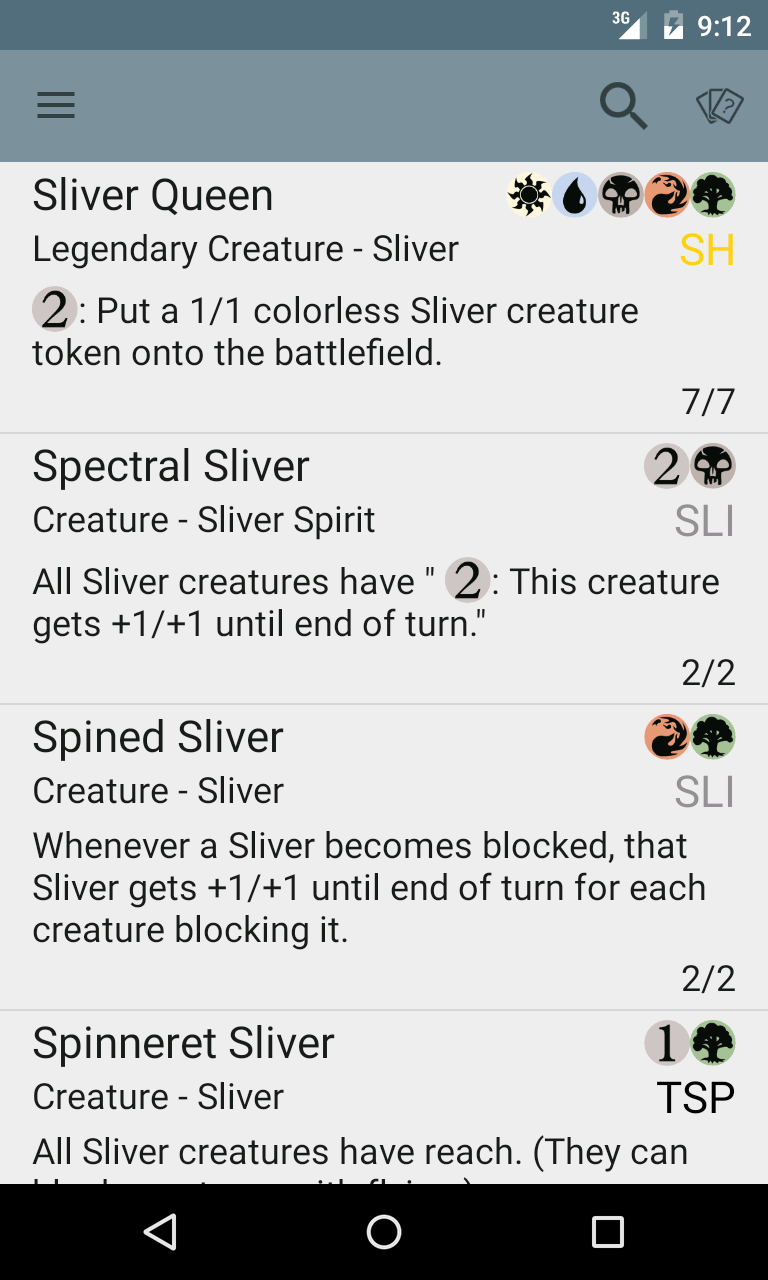 3G 9:12
Sliver Queen
Legendary Creature - Sliver SH
2: Put a 1/1 colorless Sliver creature
token onto the battlefield.
7/7
Spectral Sliver 2
Creature - Sliver Spirit SLI
All Sliver creatures have " 2: This creature
gets +1/+1 until end of turn."
2/2
Spined Sliver
Creature - Sliver SLI
Whenever a Sliver becomes blocked, that
Sliver gets +1/+1 until end of turn for each
creature blocking it.
2/2
Spinneret Sliver 1
Creature - Sliver TSP
All Sliver creatures have reach. (They can